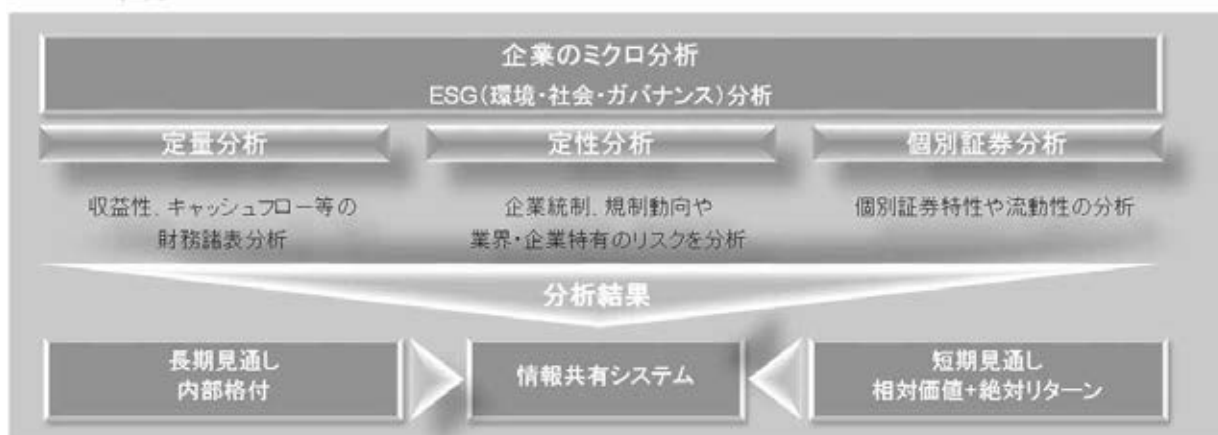 企業のミクロ分析
ESG(環境・社会・ガバナンス)分析
定量分析
定性分析
個別証券分析
収益性、キャッシュフロー等の
財務諸表分析
企業統制、規制動向や
業界・企業特有のリスクを分析
個別証券特性や流動性の分析
分析結果
長期見通し
内部格付
情報共有システム
短期見通し
相対価値+絶対リターン